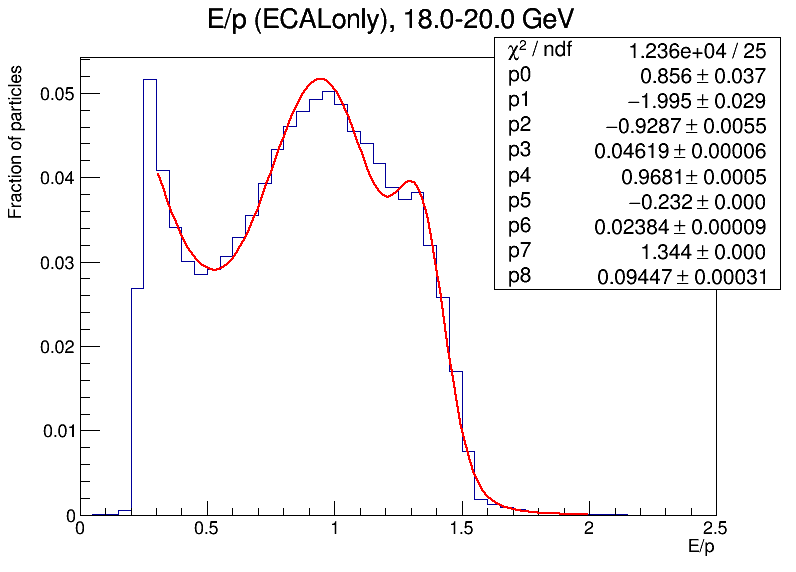 E/p (ECALonly), 18.0-20.0 GeV
χ² / ndf 1.236e+04 / 25
p0 0.856 ± 0.037
p1 −1.995 ± 0.029
p2 −0.9287 ± 0.0055
p3 0.04619 ± 0.00006
p4 0.9681 ± 0.0005
p5 −0.232 ± 0.000
p6 0.02384 ± 0.00009
p7 1.344 ± 0.000
p8 0.09447 ± 0.00031
Fraction of particles
0.05
0.04
0.03
0.02
0.01
0
0 0.5 1 1.5 2 2.5
E/p